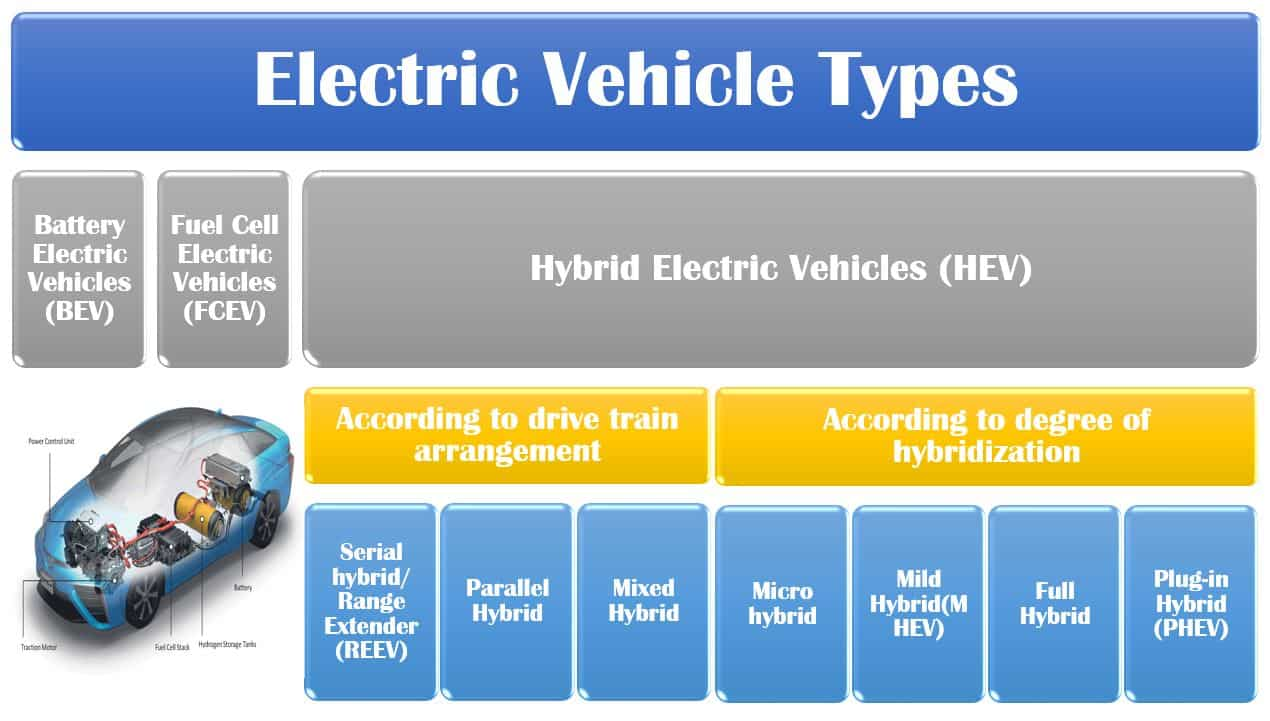 Electric Vehicle Types
Battery
Electric
Vehicles
(BEV)
Fuel Cell
Electric
Vehicles
(FCEV)
Hybrid Electric Vehicles (HEV)
According to drive train
arrangement
According to degree of
hybridization
Serial
hybrid/
Range
Extender
(REEV)
Parallel
Hybrid
Mixed
Hybrid
Micro
hybrid
Mild
Hybrid(M
HEV)
Full
Hybrid
Plug-in
Hybrid
(PHEV)
Power Control Unit
Battery
Traction Motor
Fuel Cell Stack
Hydrogen Storage Tanks